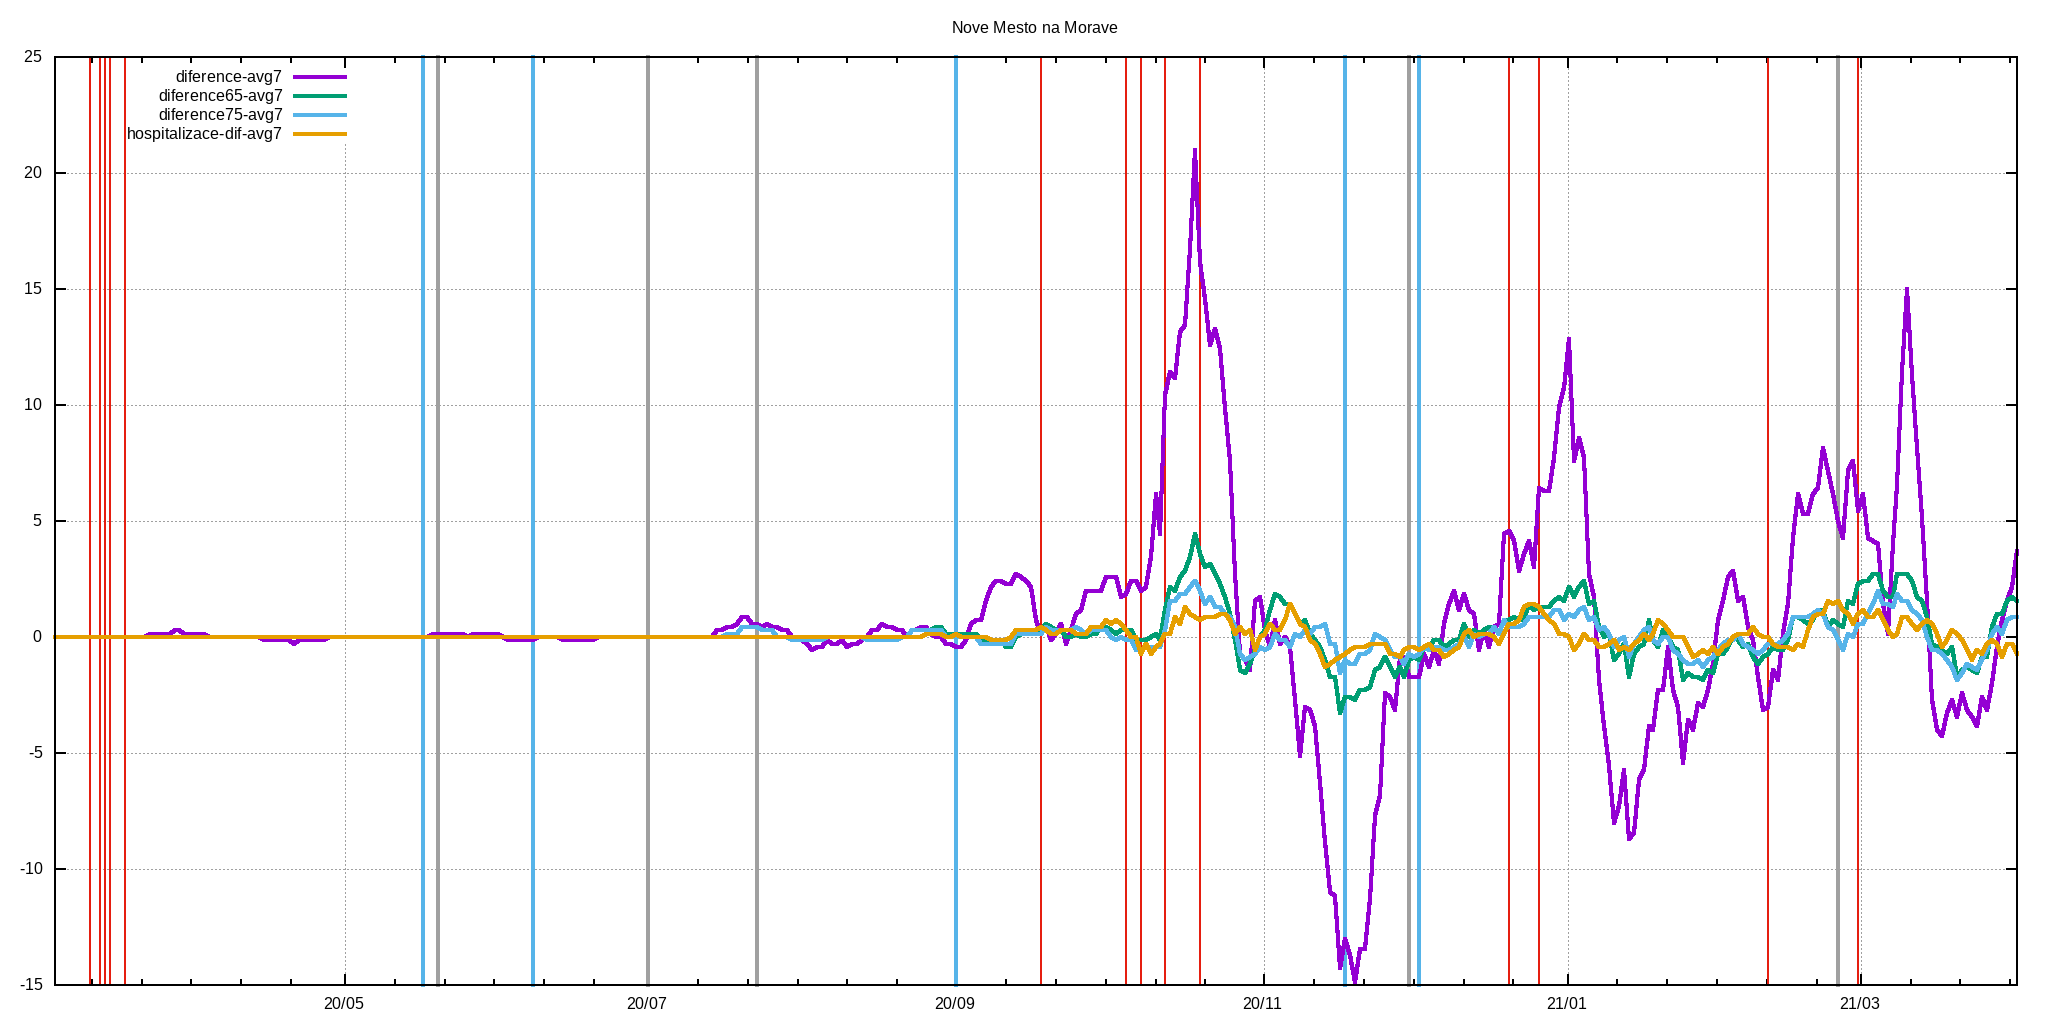 Nove Mesto na Morave
25
20
15
10
5
0
-5
-10
-15
diference-avg7
diference65-avg7
diference75-avg7
hospitalizace-dif-avg7
20/05 20/07 20/09 20/11 21/01 21/03